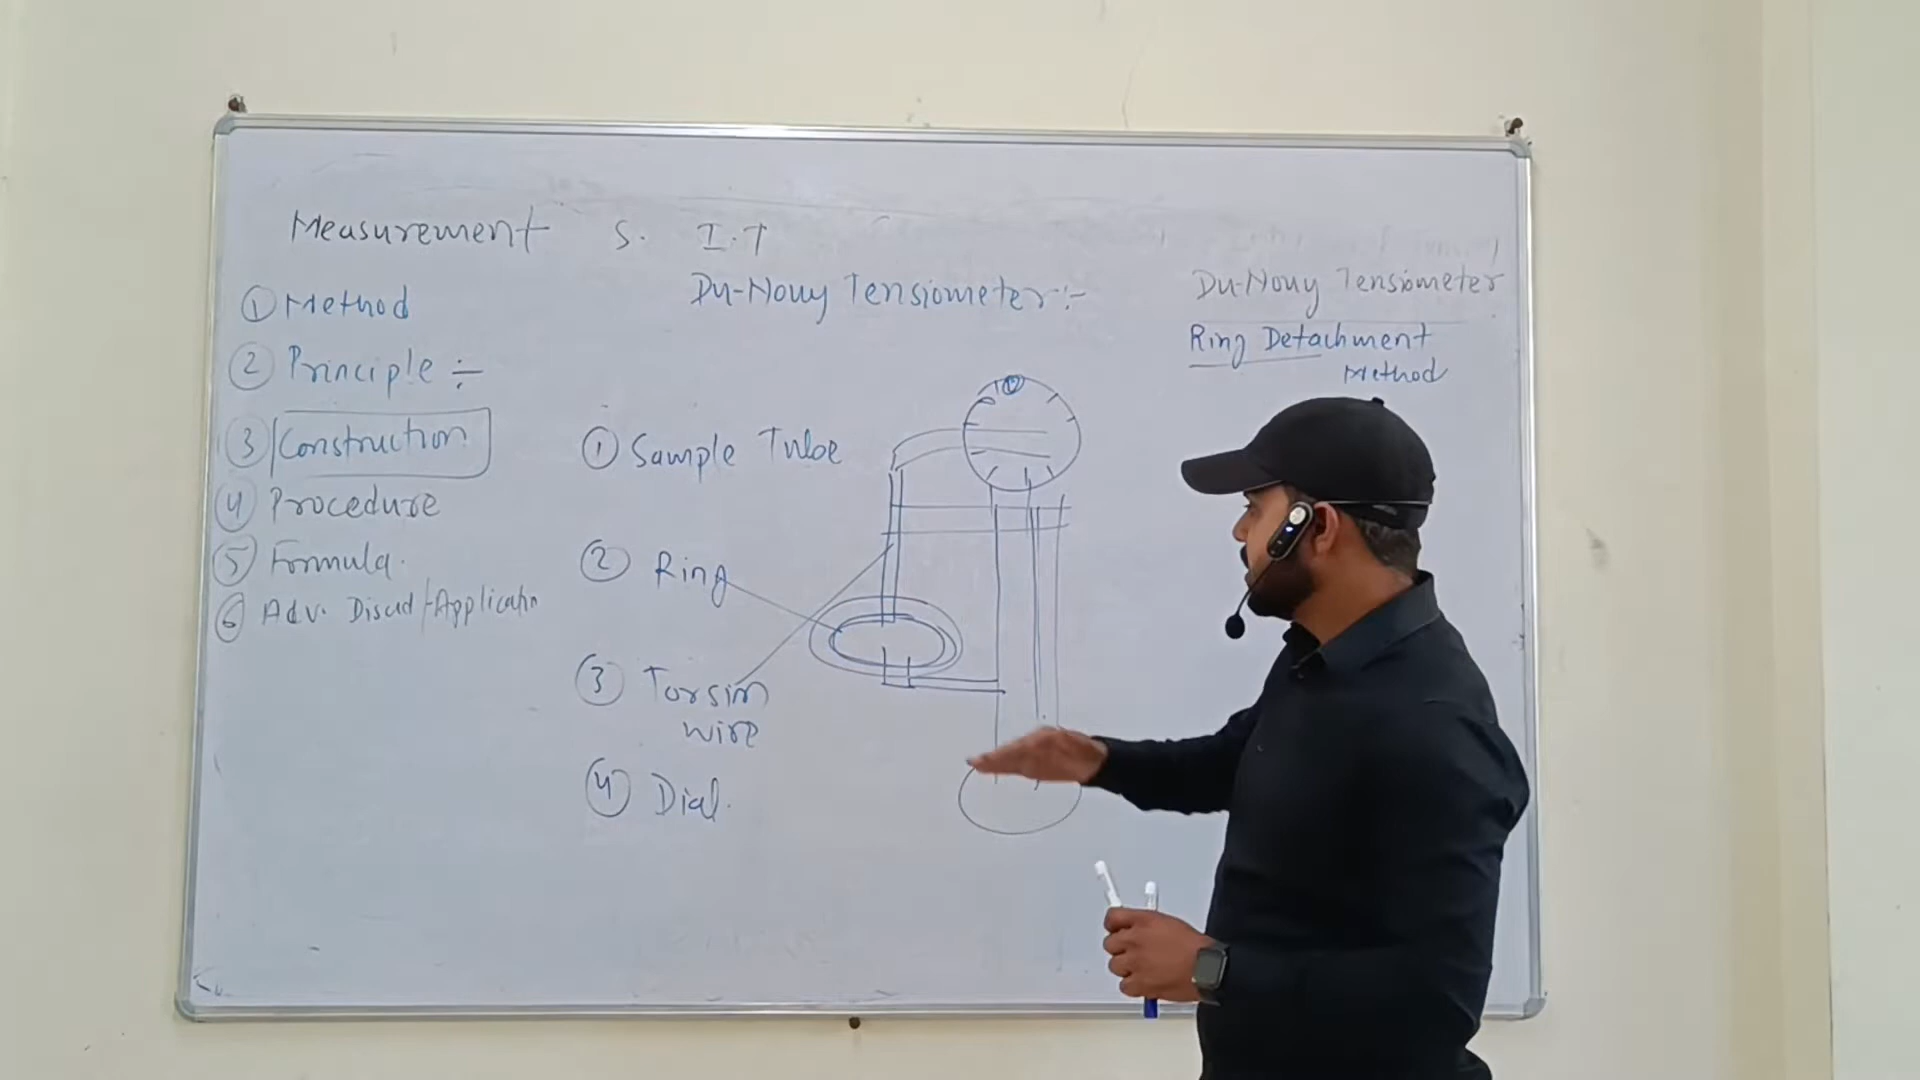 Measurement S. I.T
① Method
② Principle ÷
③ Construction
④ Procedure
⑤ Formula.
⑥ Adv. Disad/-Applicatn
Du-Nouy Tensiometer:-
① Sample Tube
② Ring
③ Torsion
wire
④ Dial.
Du-Nouy Tensiometer
Ring Detachment
Method